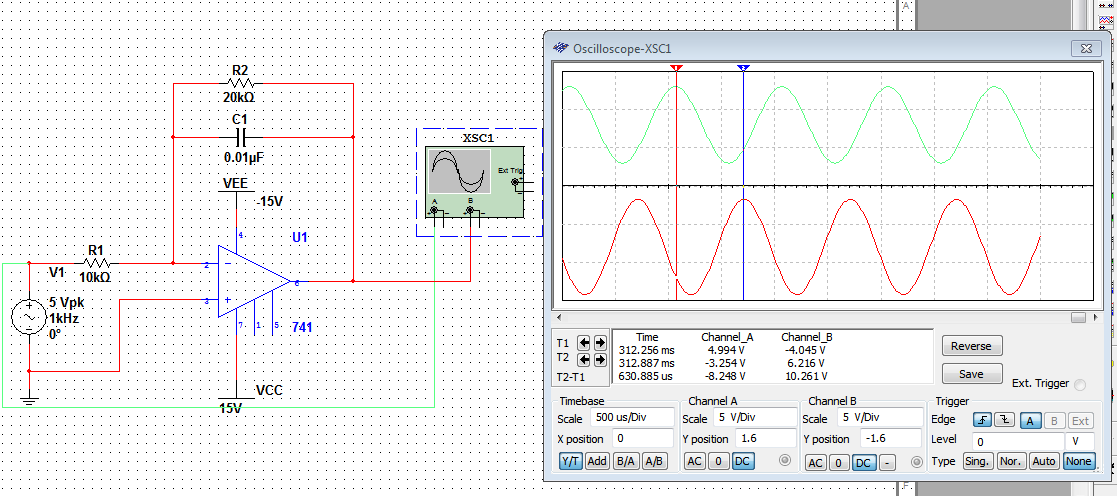 R2
20kΩ
C1
0.01µF
VEE
-15V
4
U1
R1
10kΩ
2
V1
6
5 Vpk
1kHz
0°
3
7
1
5
741
VCC
15V
XSC1
Ext Trig
A
B
A
Oscilloscope-XSC1
1
2
T1
T2
T2-T1
Time Channel_A Channel_B
312.256 ms 4.994 V -4.045 V
312.887 ms -3.254 V 6.216 V
630.885 us -8.248 V 10.261 V
Reverse
Save
Ext. Trigger
Timebase
Scale 500 us/Div
X position 0
Y/T Add B/A A/B
Channel A
Scale 5 V/Div
Y position 1.6
AC 0 DC
Channel B
Scale 5 V/Div
Y position -1.6
AC 0 DC -
Trigger
Edge A B Ext
Level 0 V
Type Sing. Nor. Auto None
F